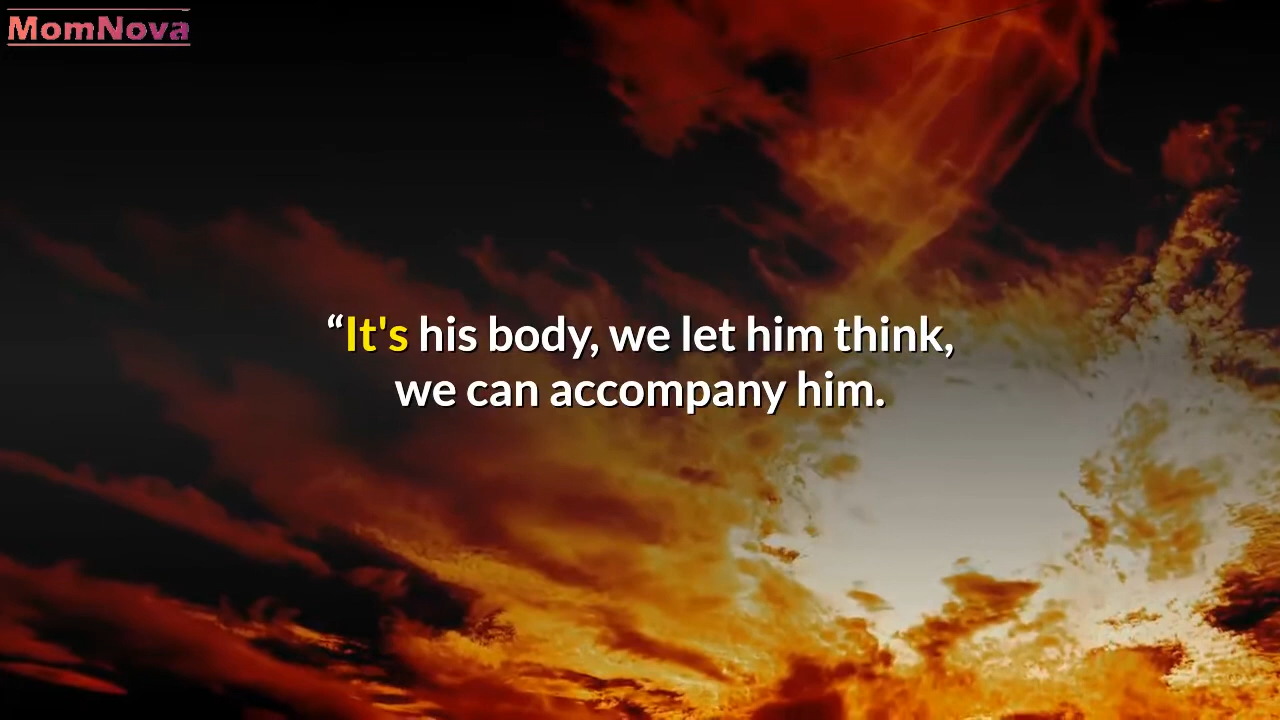 MomNova
“It's his body, we let him think,
we can accompany him.